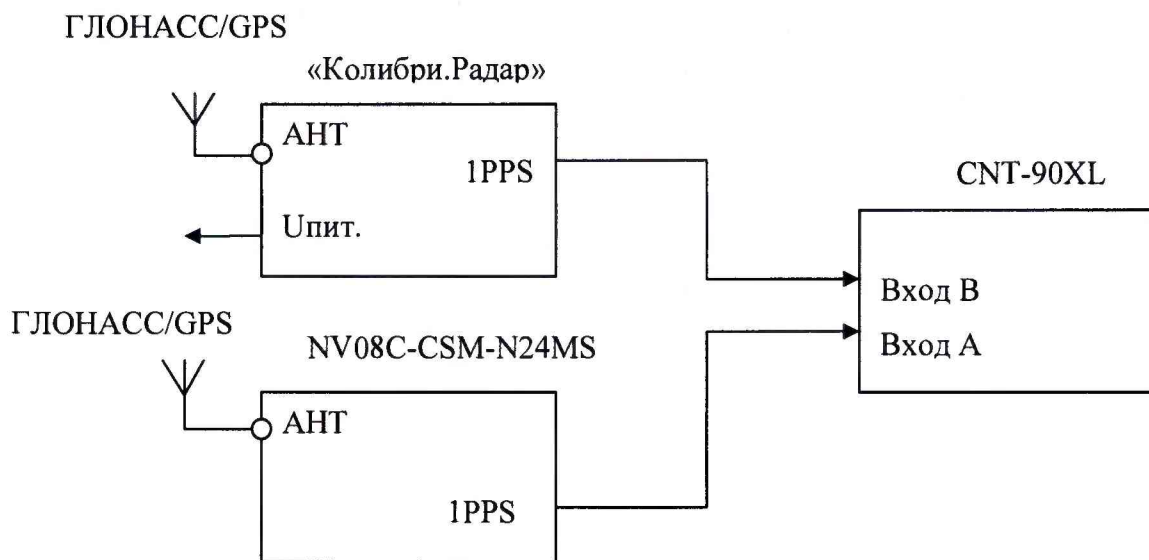 ГЛОНАСС/GPS
«Колибри.Радар»
АНТ
1PPS
Uпит.
CNT-90XL
Вход В
Вход А
ГЛОНАСС/GPS
NV08C-CSM-N24MS
АНТ
1PPS